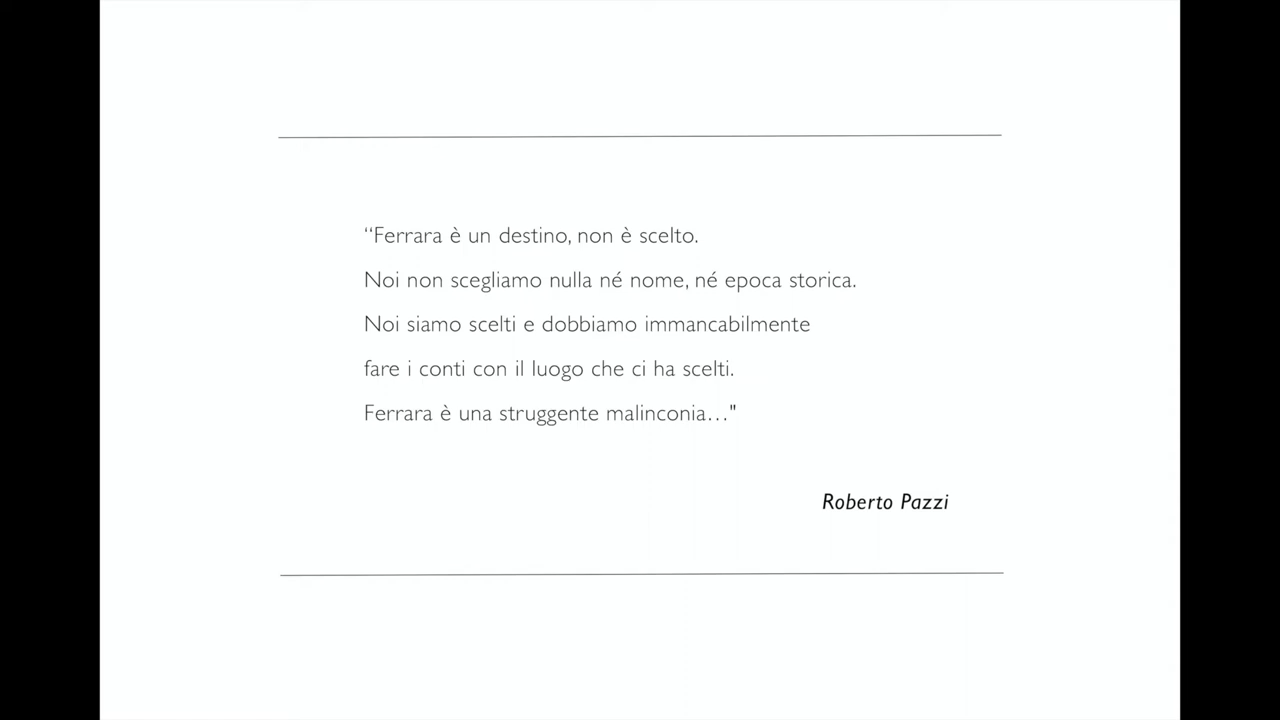 “Ferrara è un destino, non è scelto.
Noi non scegliamo nulla né nome, né epoca storica.
Noi siamo scelti e dobbiamo immancabilmente
fare i conti con il luogo che ci ha scelti.
Ferrara è una struggente malinconia…"
Roberto Pazzi